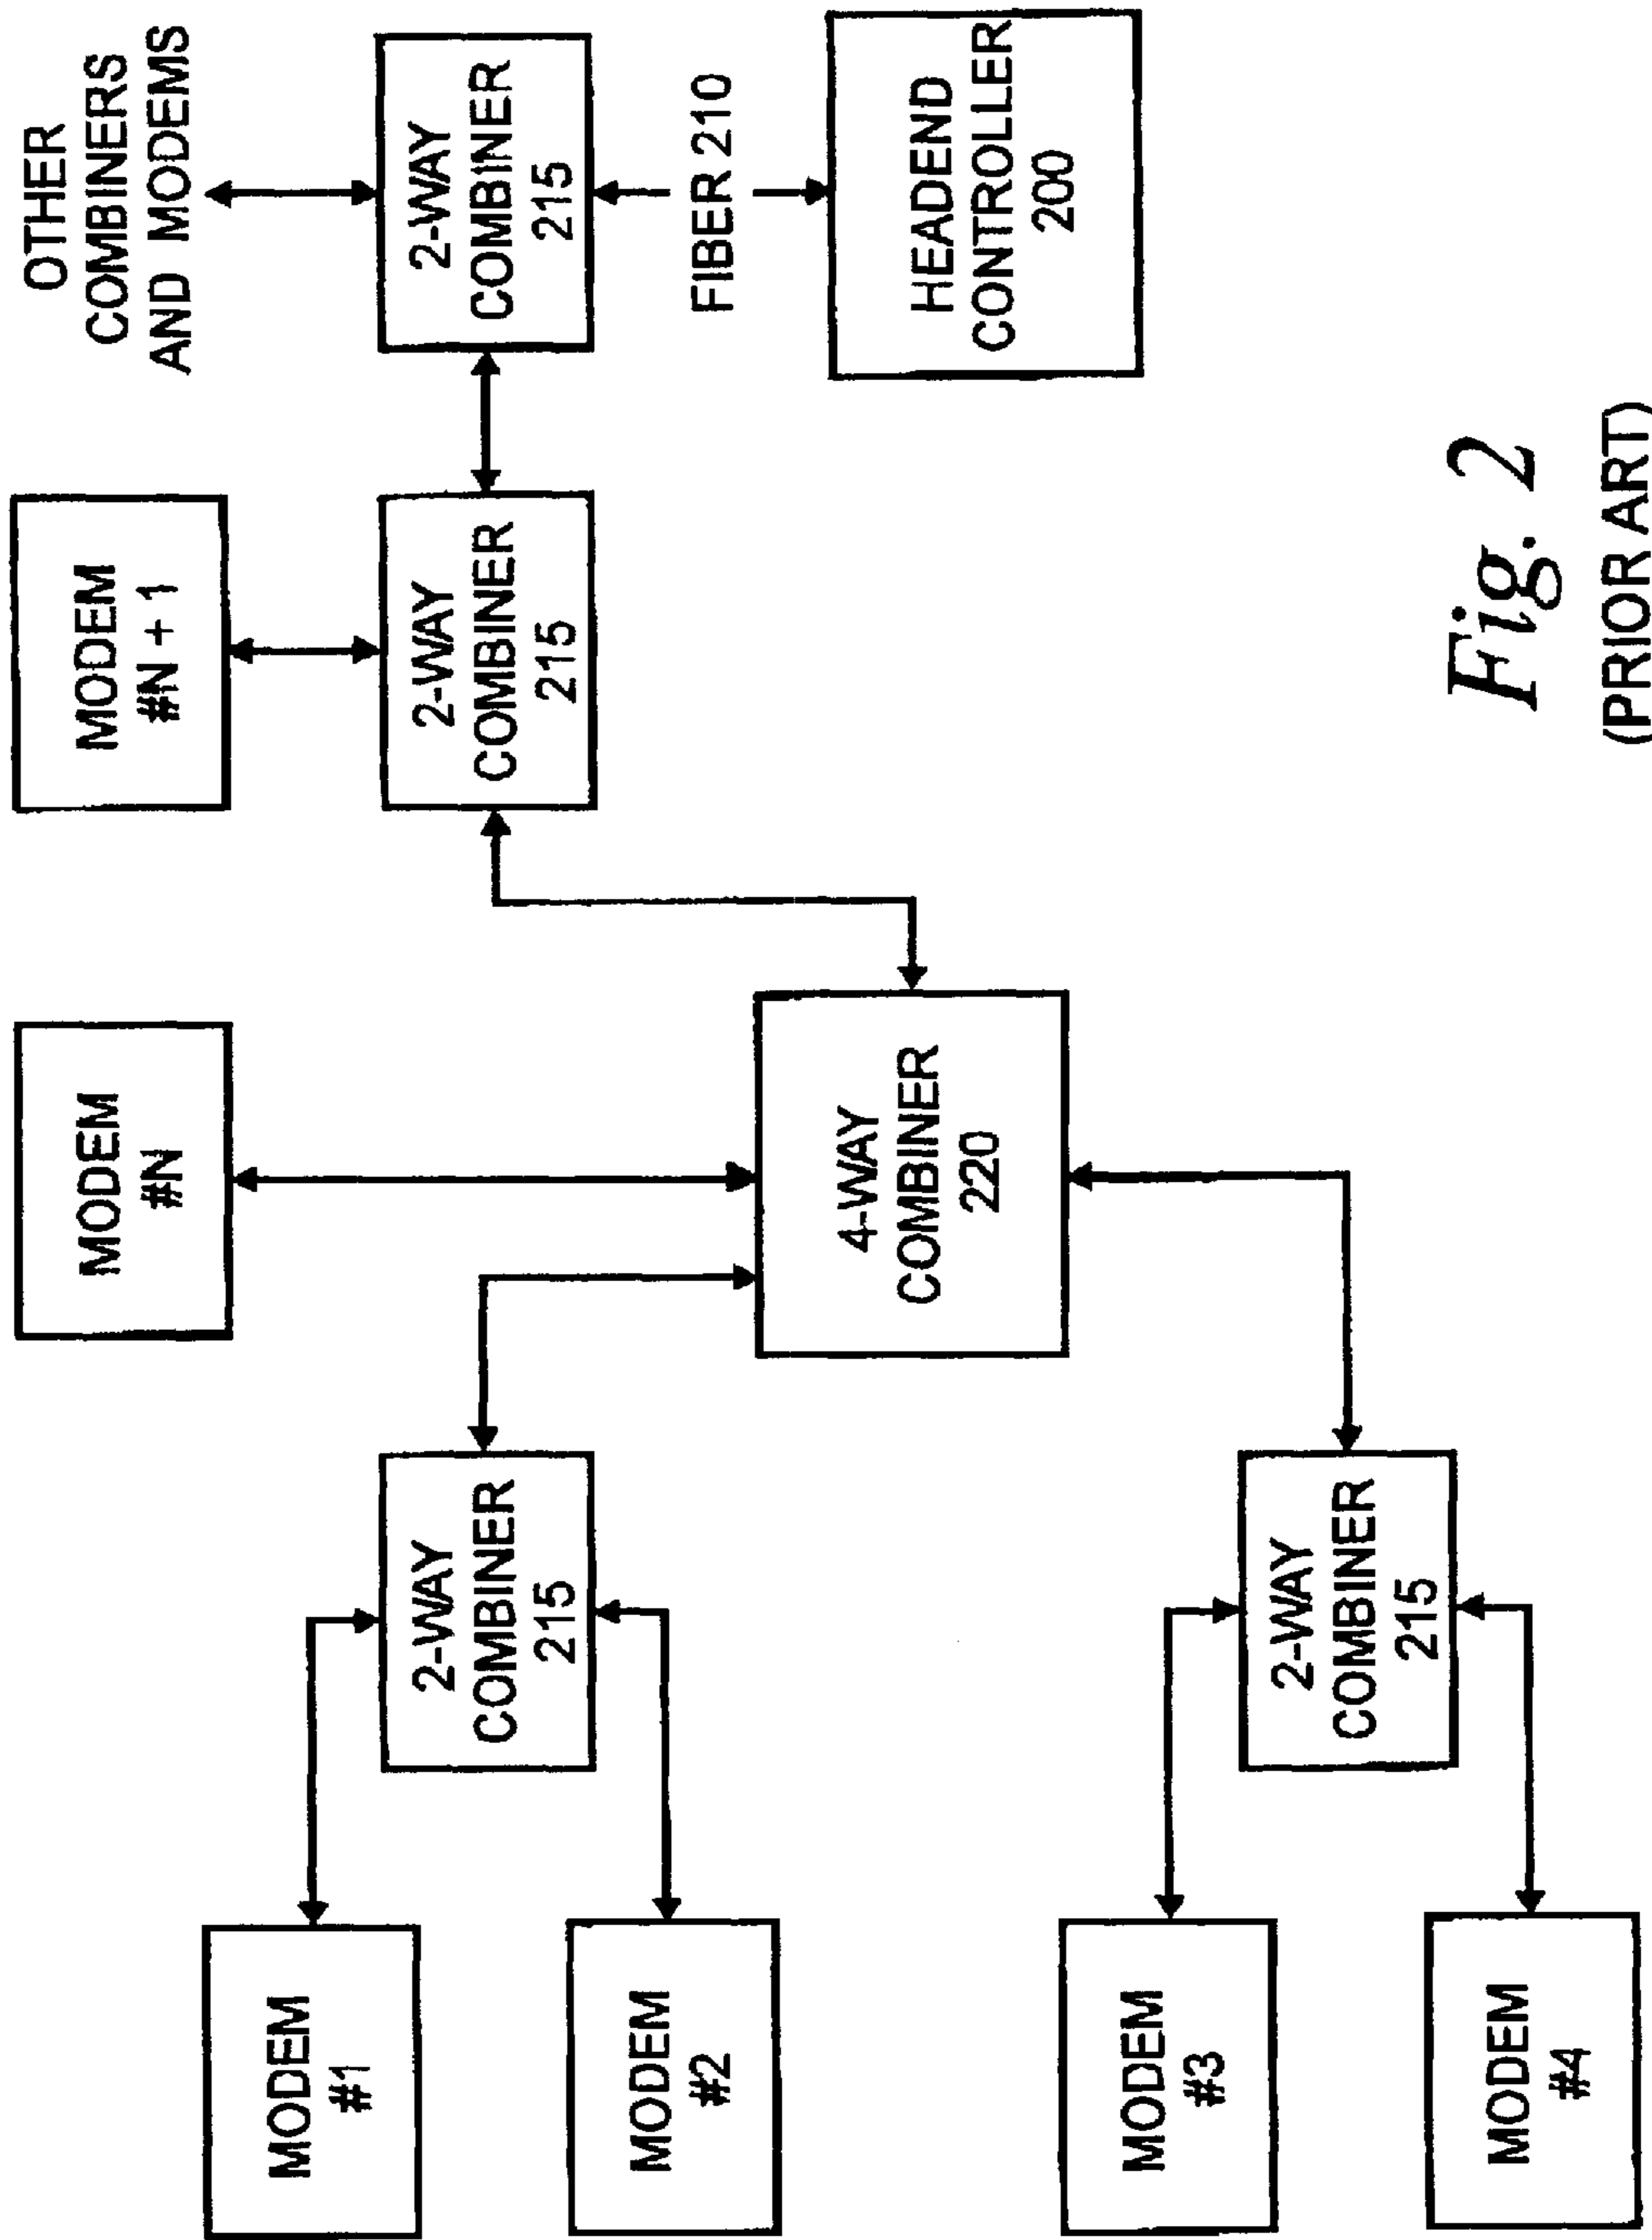 MODEM
#1
MODEM
#2
MODEM
#3
MODEM
#4
2-WAY
COMBINER
215
2-WAY
COMBINER
215
MODEM
#N
4-WAY
COMBINER
220
MODEM
#N + 1
2-WAY
COMBINER
215
OTHER
COMBINERS
AND MODEMS
2-WAY
COMBINER
215
FIBER 210
HEADEND
CONTROLLER
200
Fig. 2
(PRIOR ART)